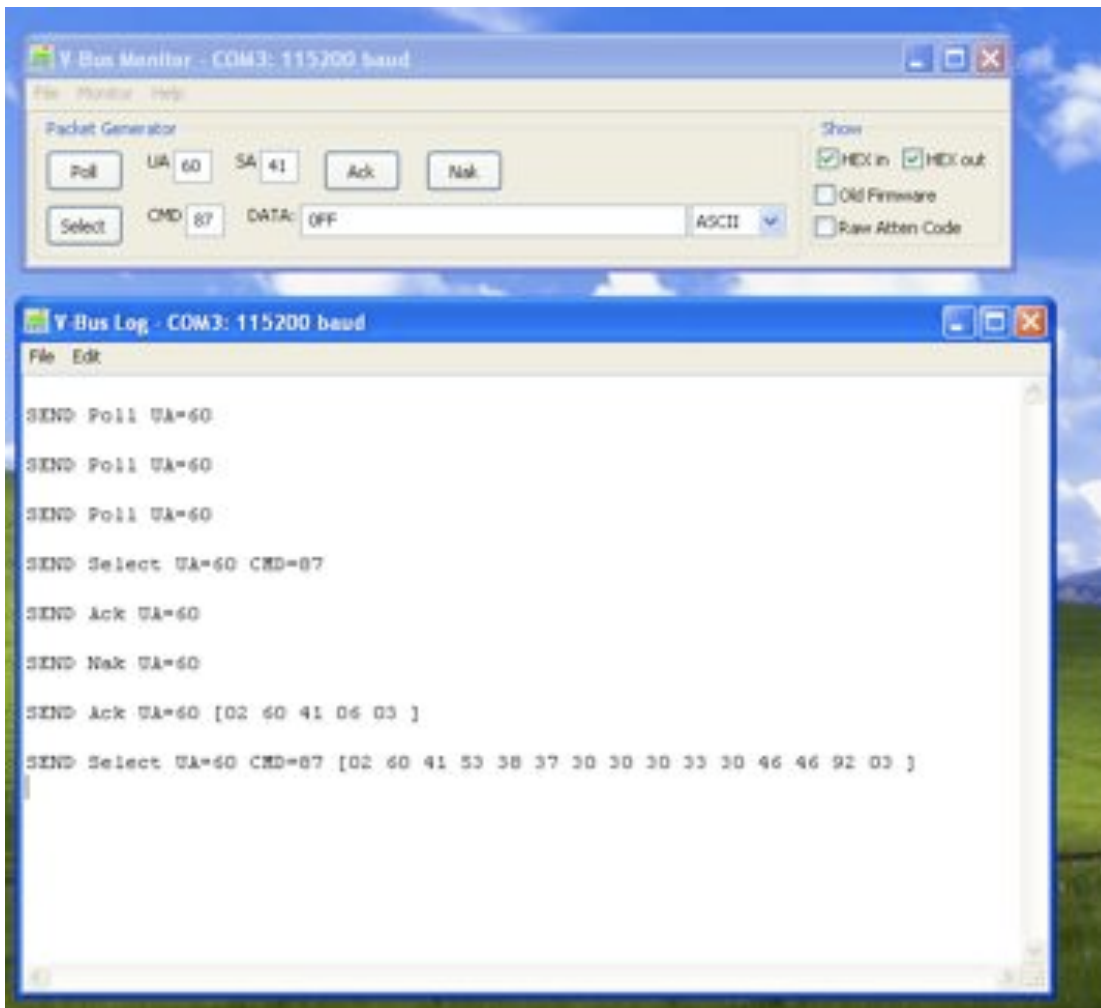 V-Bus Monitor - COM3: 115200 baud
File Monitor Help
Packet Generator
Show
Poll UA 60 SA 41 Ack Nak
HEX in HEX out
Old Firmware
Select CMD 87 DATA: 0FF ASCII
Raw Atten Code
V-Bus Log - COM3: 115200 baud
File Edit
SEND Poll UA=60
SEND Poll UA=60
SEND Poll UA=60
SEND Select UA=60 CMD=87
SEND Ack UA=60
SEND Nak UA=60
SEND Ack UA=60 [02 60 41 06 03 ]
SEND Select UA=60 CMD=87 [02 60 41 53 38 37 30 30 30 33 30 46 46 92 03 ]